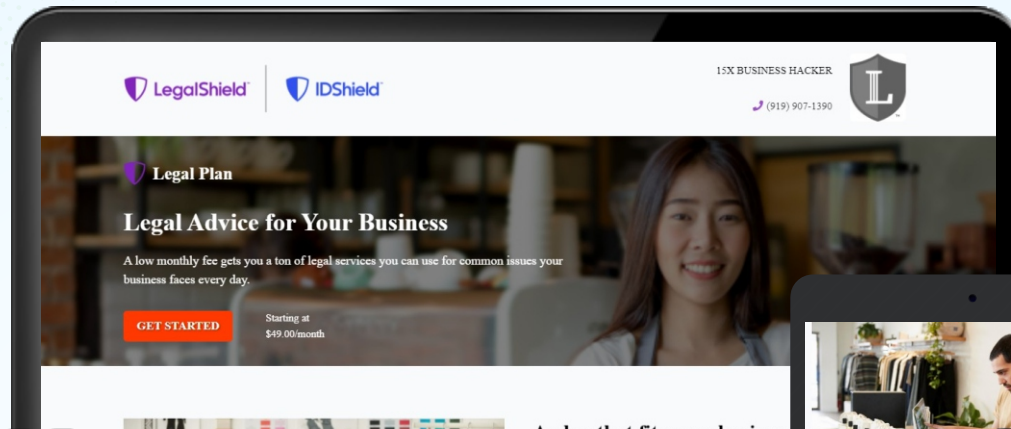 LegalShield
IDShield
15X BUSINESS HACKER
(919) 907-1390
L
Legal Plan
Legal Advice for Your Business
A low monthly fee gets you a ton of legal services you can use for common issues your
business faces every day.
GET STARTED
Starting at
$49.00/month